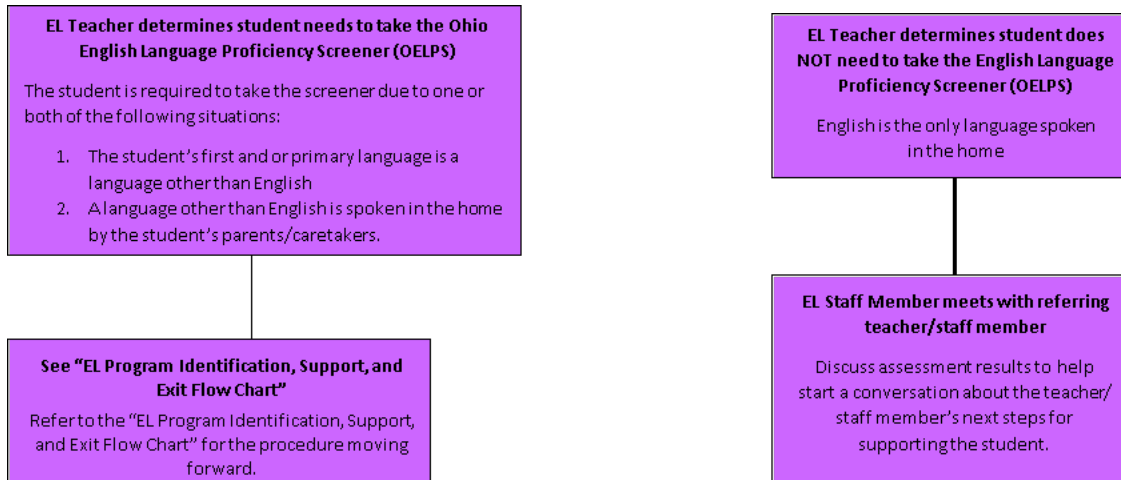 EL Teacher determines student needs to take the Ohio
English Language Proficiency Screener (OELPS)
The student is required to take the screener due to one or
both of the following situations:
1. The student's first and or primary language is a
language other than English
2. A language other than English is spoken in the home
by the student's parents/caretakers.
See “EL Program Identification, Support, and
Exit Flow Chart”
Refer to the “EL Program Identification, Support,
and Exit Flow Chart” for the procedure moving
forward.
EL Teacher determines student does
NOT need to take the English Language
Proficiency Screener (OELPS)
English is the only language spoken
in the home
EL Staff Member meets with referring
teacher/staff member
Discuss assessment results to help
start a conversation about the teacher/
staff member's next steps for
supporting the student.